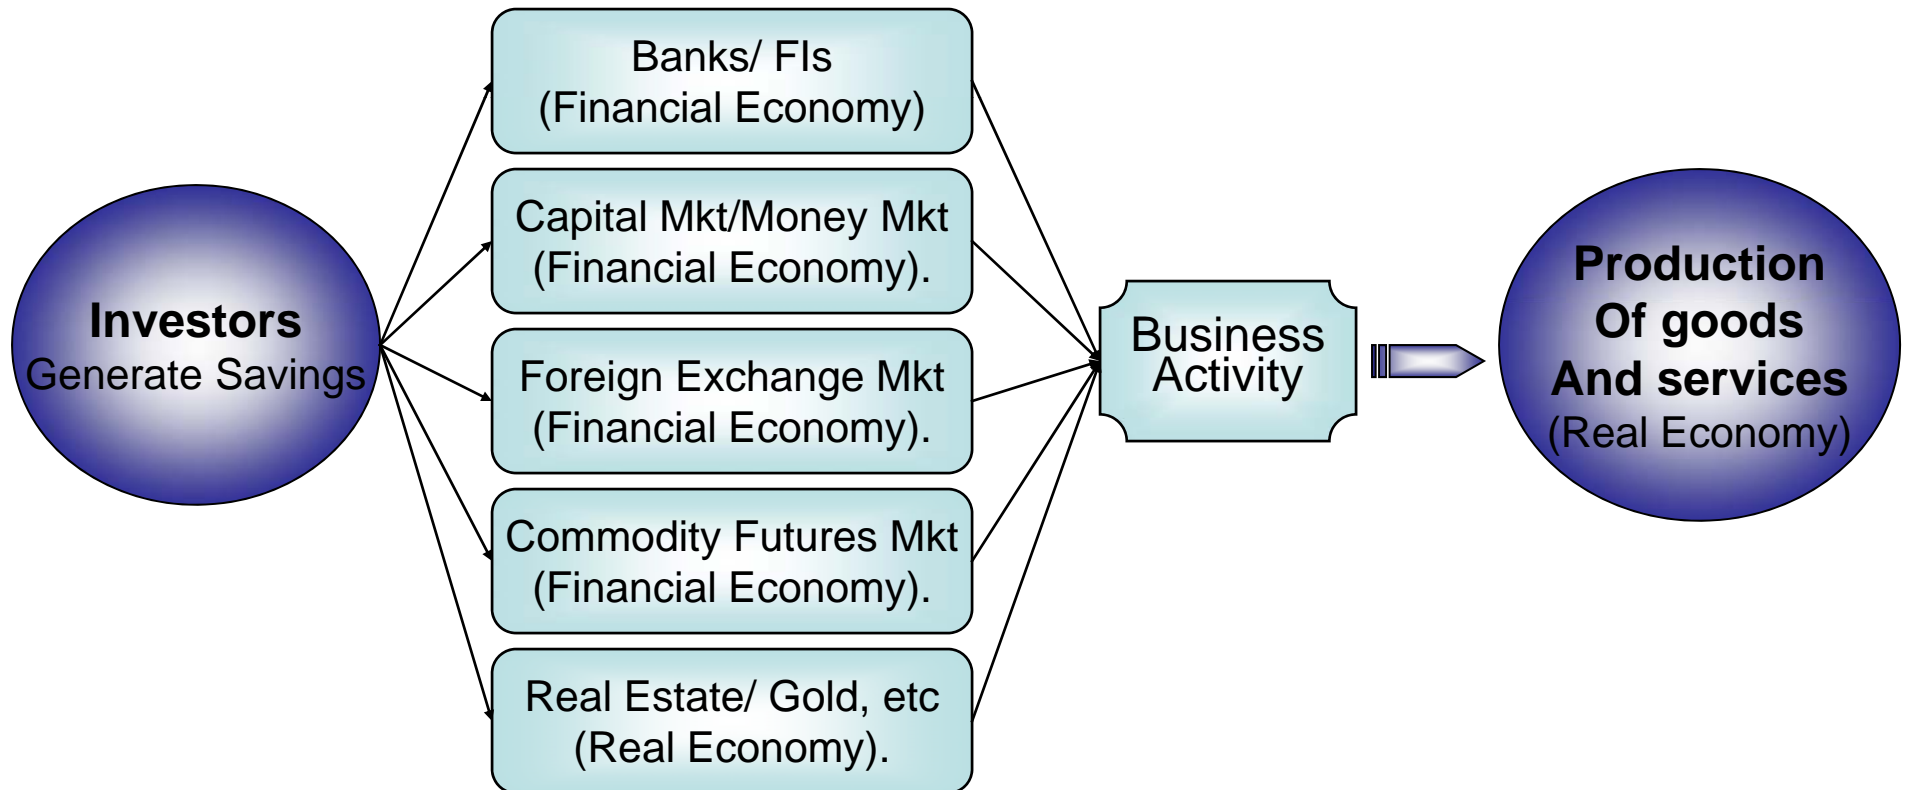 Investors
Generate Savings
Banks/ FIs
(Financial Economy)
Capital Mkt/Money Mkt
(Financial Economy).
Foreign Exchange Mkt
(Financial Economy).
Commodity Futures Mkt
(Financial Economy).
Real Estate/ Gold, etc
(Real Economy).
Business
Activity
Production
Of goods
And services
(Real Economy)